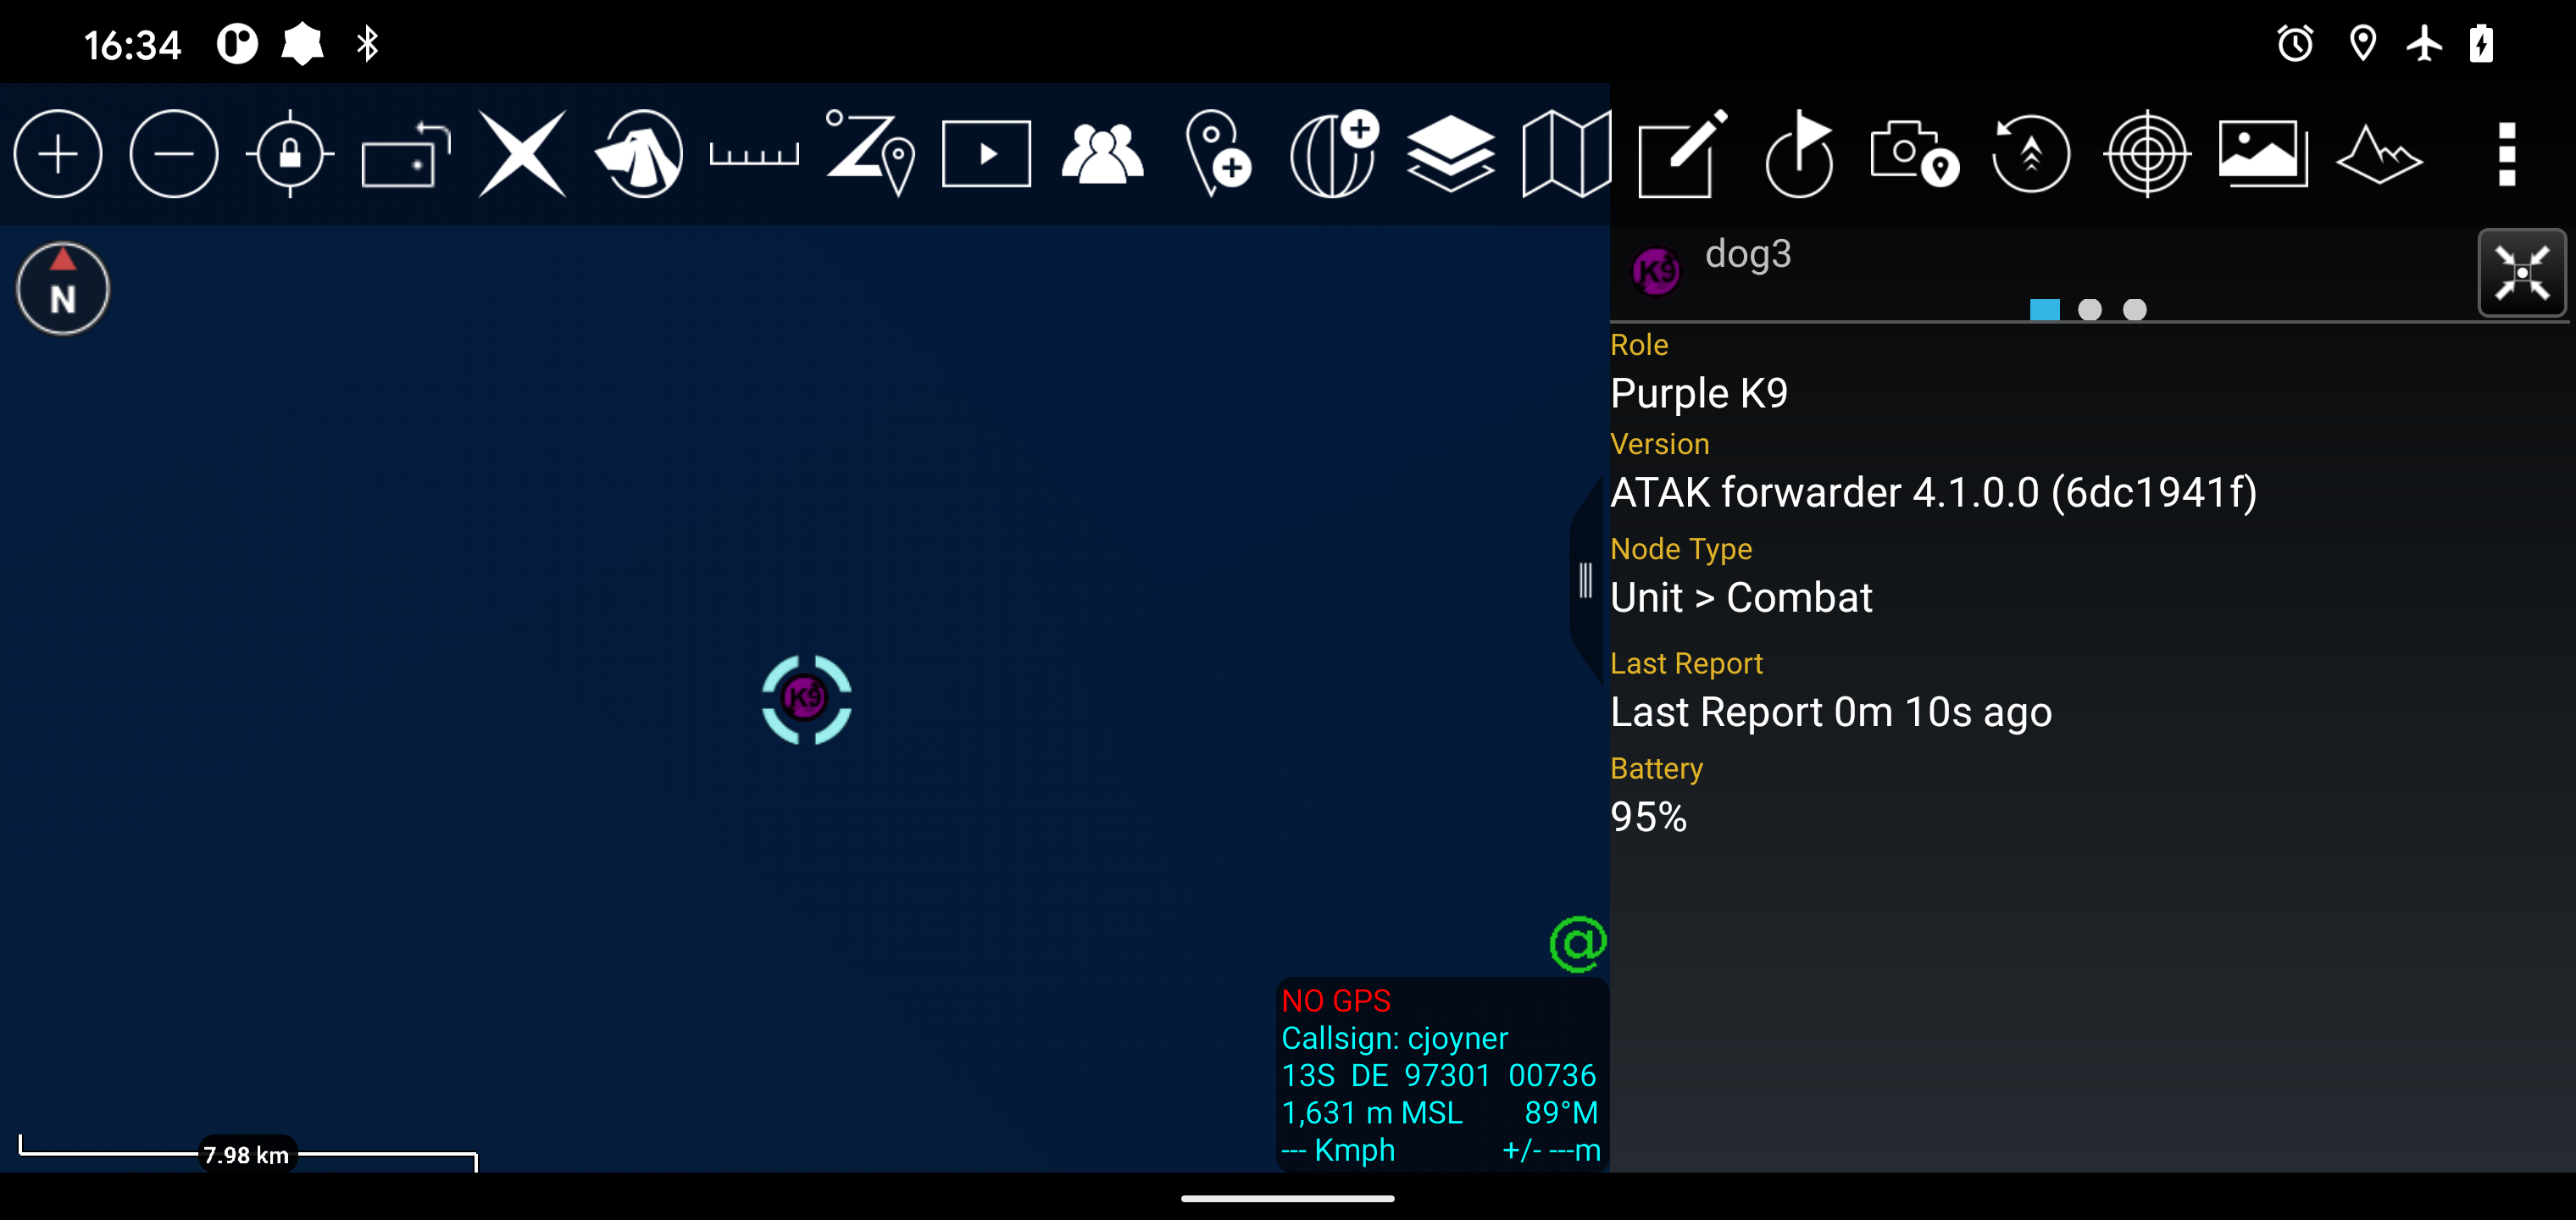 16:34
N
K9
dog3
Role
Purple K9
Version
ATAK forwarder 4.1.0.0 (6dc1941f)
Node Type
Unit > Combat
Last Report
Last Report 0m 10s ago
Battery
95%
K9
@
NO GPS
Callsign: cjoyner
13S DE 97301 00736
1,631 m MSL 89°M
--- Kmph +/- ---m
7.98 km